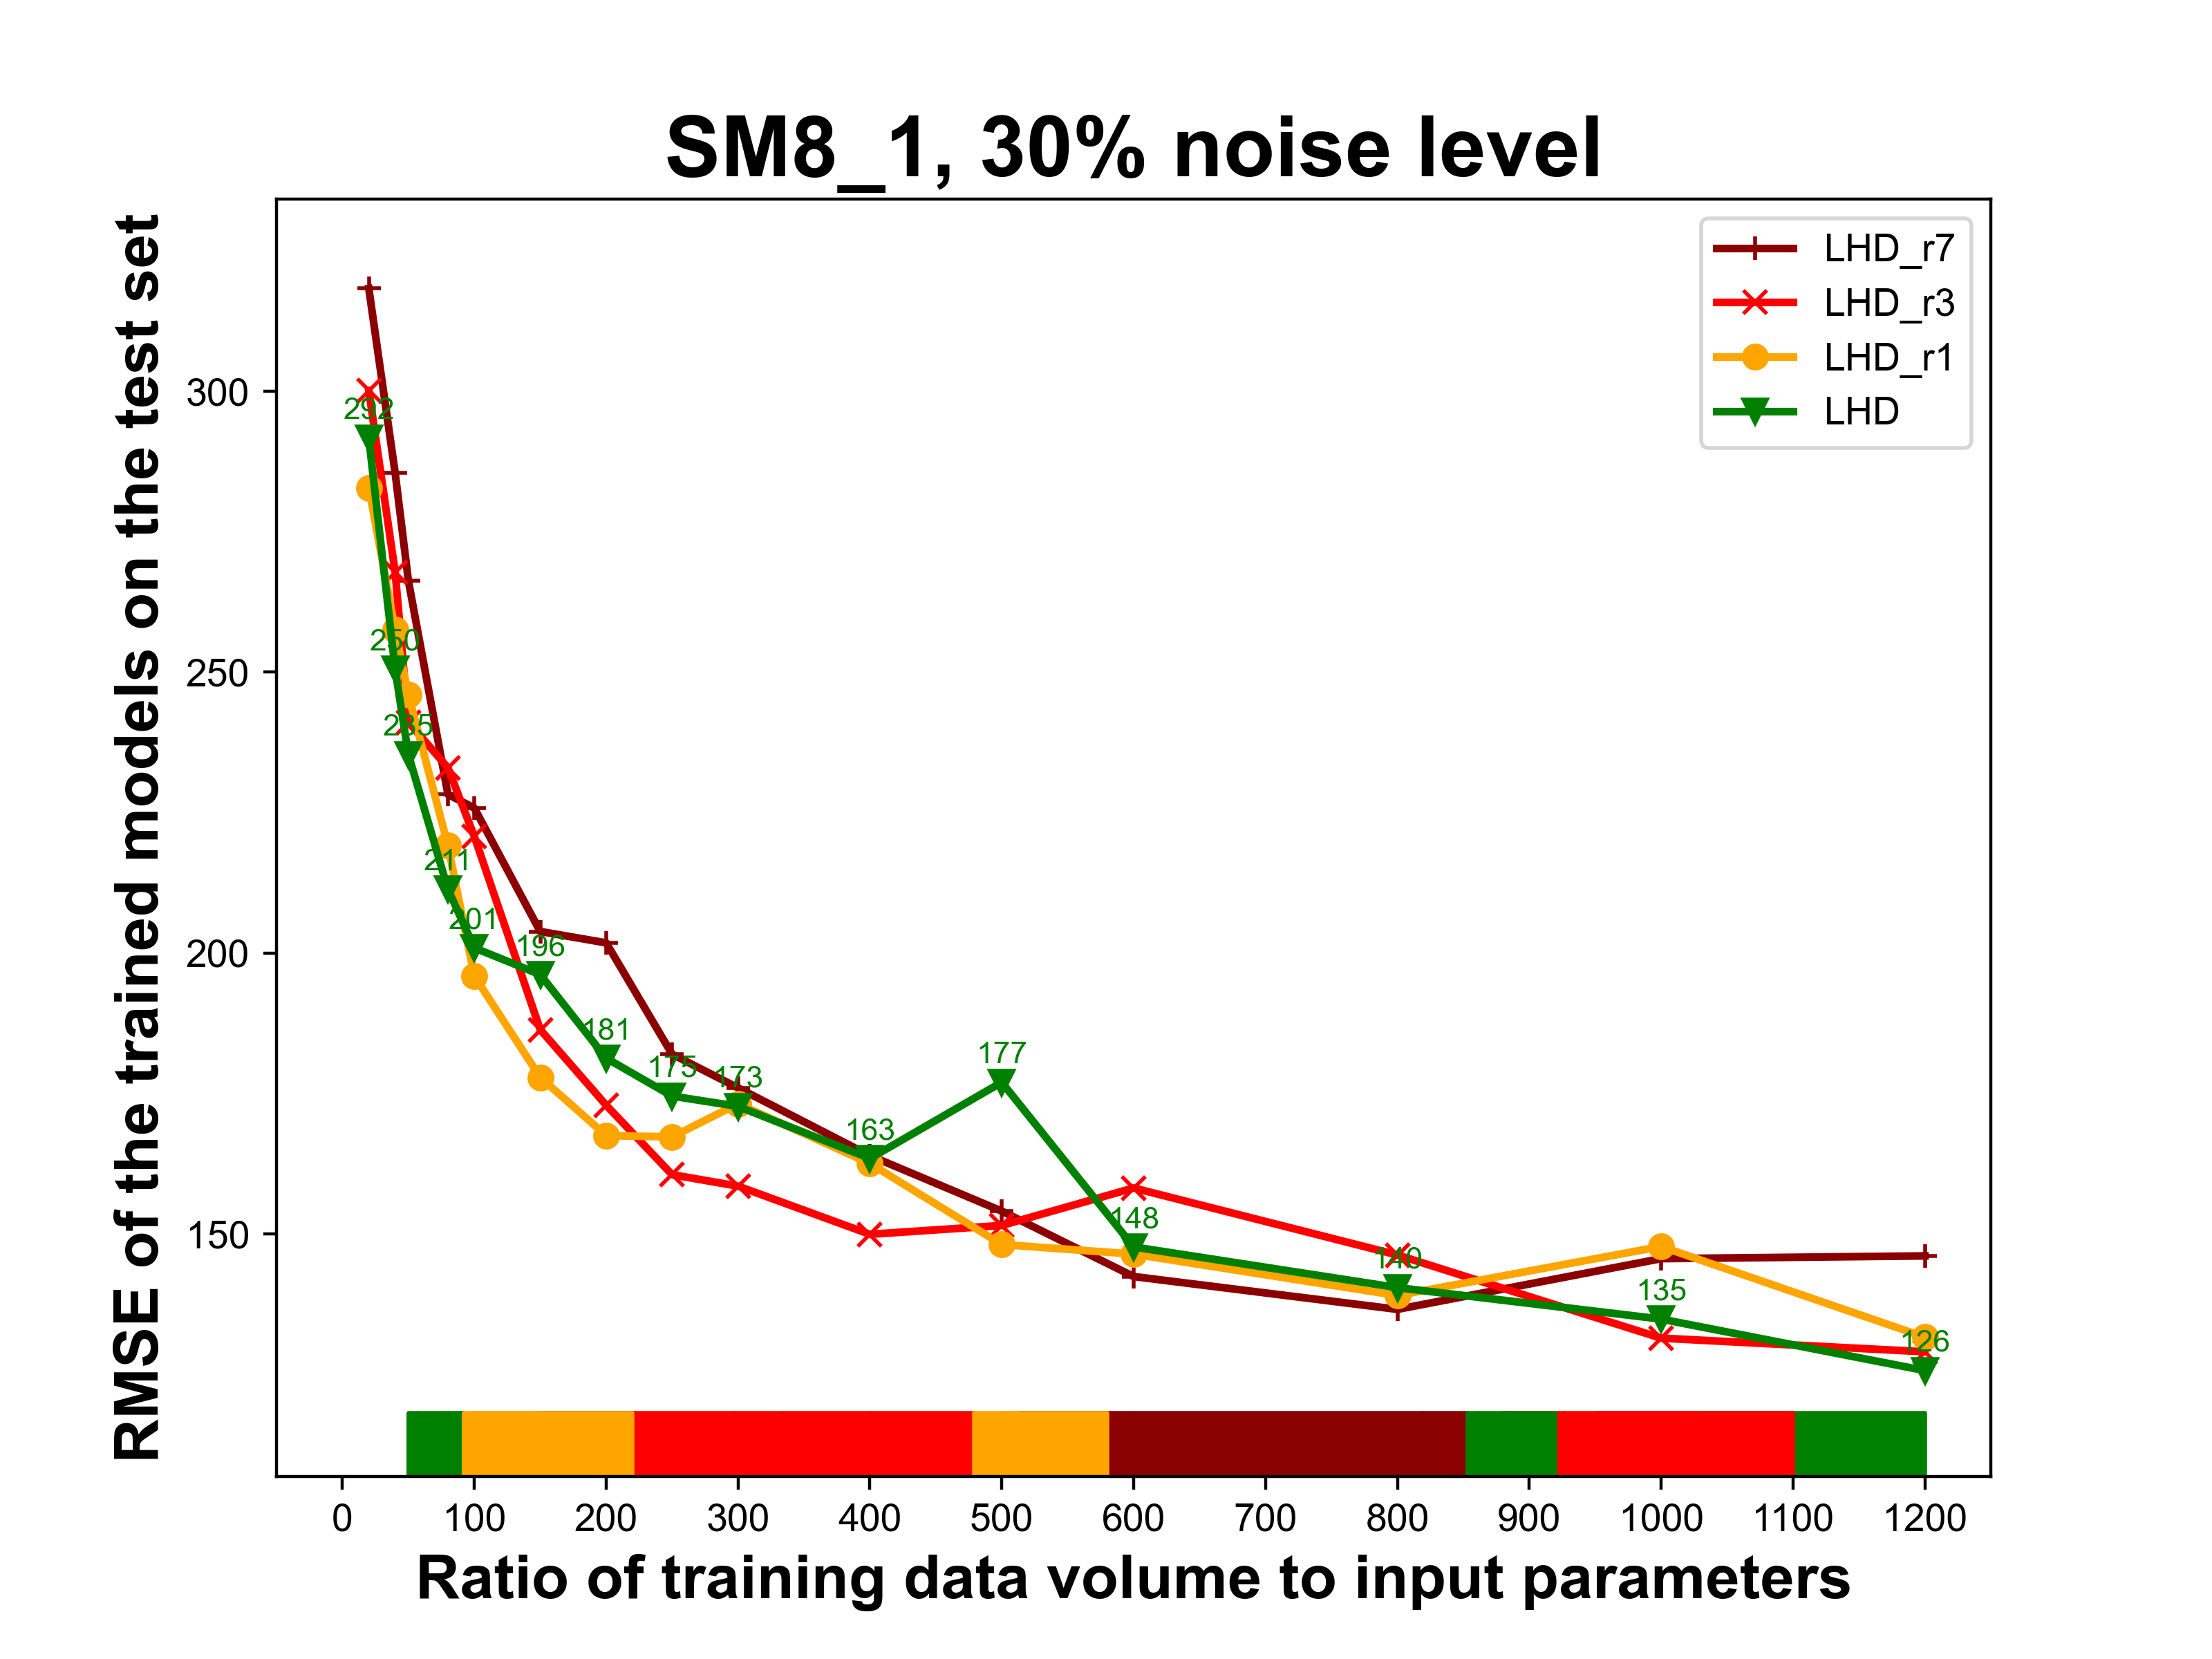 SM8_1, 30% noise level
RMSE of the trained models on the test set
LHD_r7
LHD_r3
LHD_r1
LHD
300
250
200
150
292
250
235
211
201
196
181
175
173
163
177
148
140
135
126
0 100 200 300 400 500 600 700 800 900 1000 1100 1200
Ratio of training data volume to input parameters